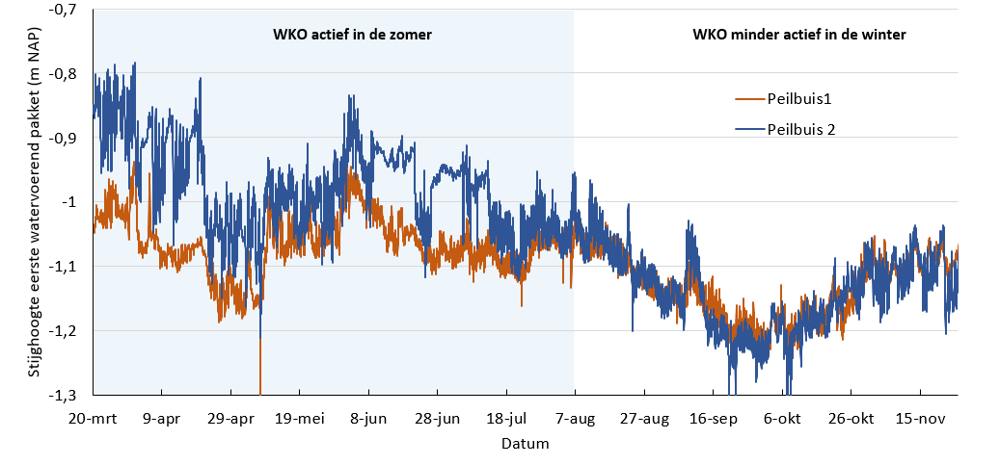 Stijghoogte eerste watervoerend pakket (m NAP)
-0,7
-0,8
-0,9
-1
-1,1
-1,2
-1,3
WKO actief in de zomer
WKO minder actief in de winter
Peilbuis1
Peilbuis 2
20-mrt 9-apr 29-apr 19-mei 8-jun 28-jun 18-jul 7-aug 27-aug 16-sep 6-okt 26-okt 15-nov
Datum